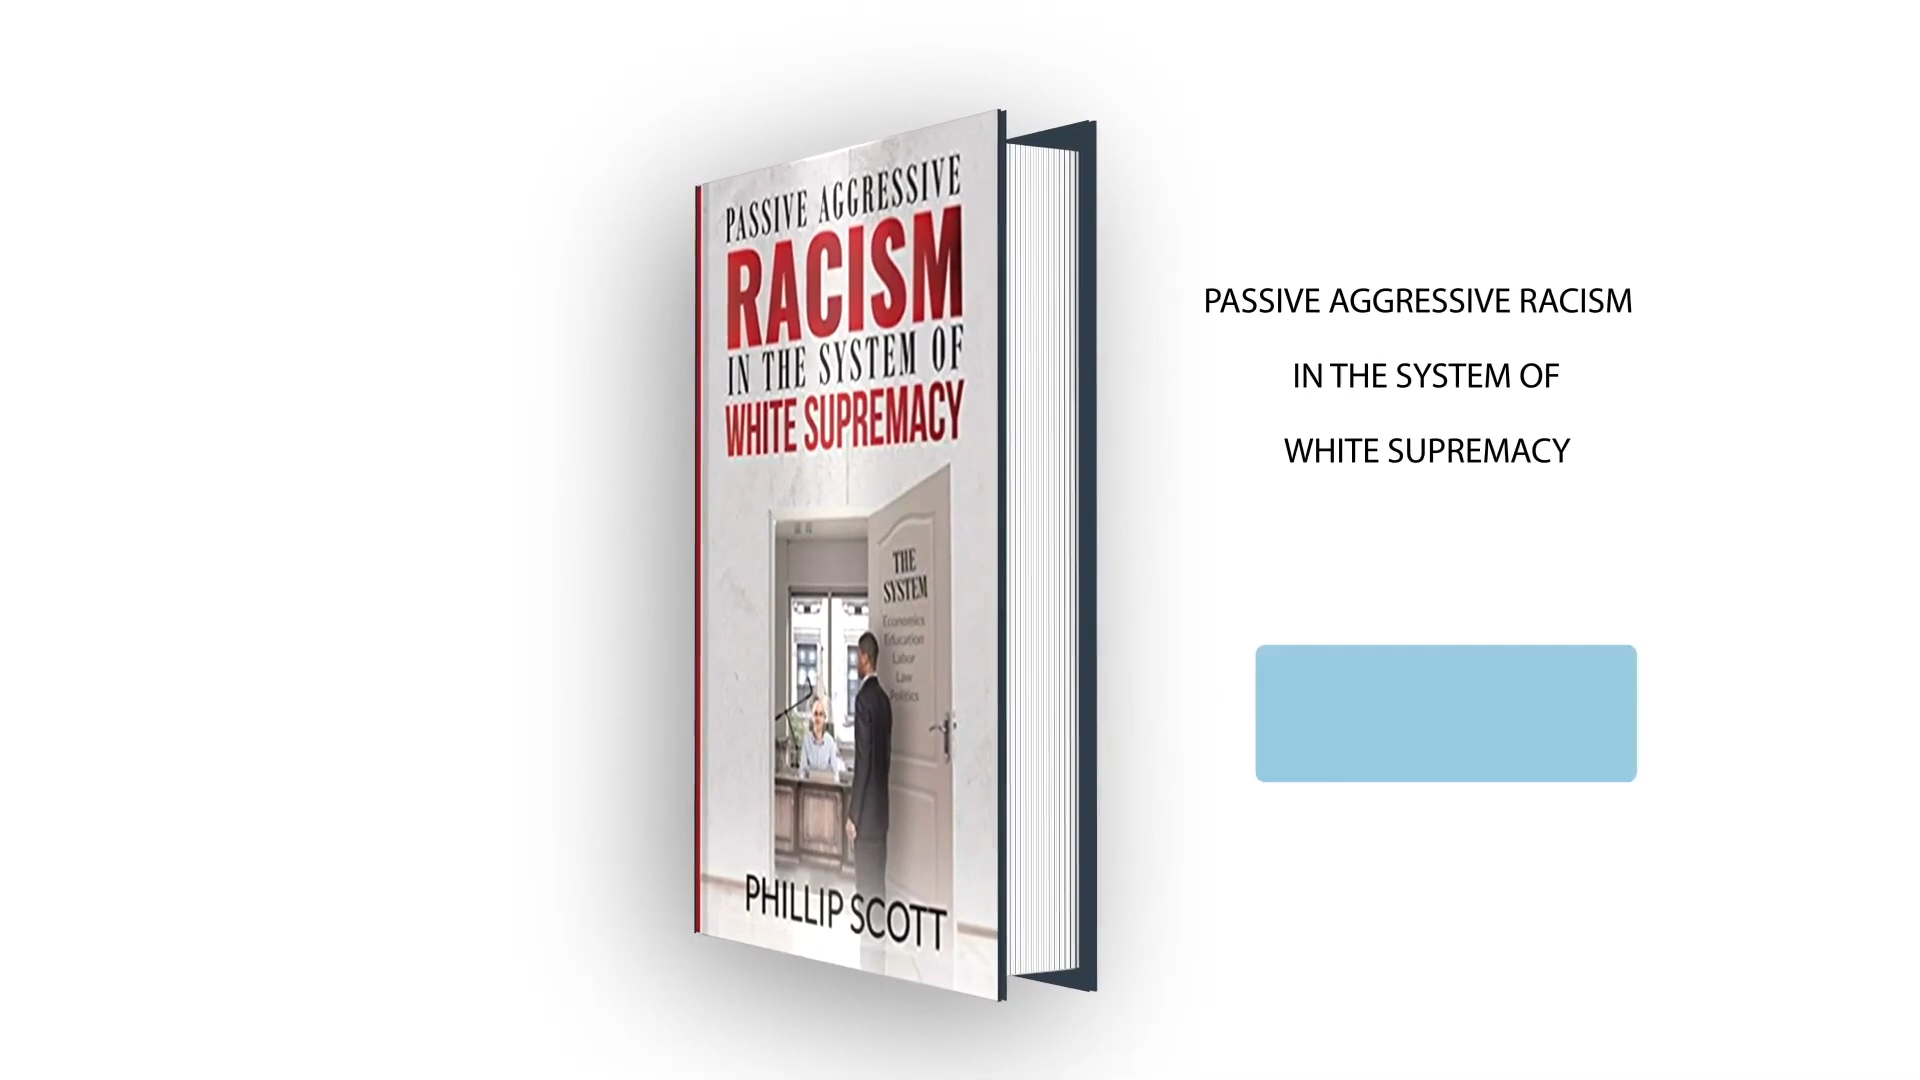 PASSIVE AGGRESSIVE
RACISM
IN THE SYSTEM OF
WHITE SUPREMACY
THE
SYSTEM
Economics
Education
Labor
Law
Politics
PHILLIP SCOTT
PASSIVE AGGRESSIVE RACISM
IN THE SYSTEM OF
WHITE SUPREMACY